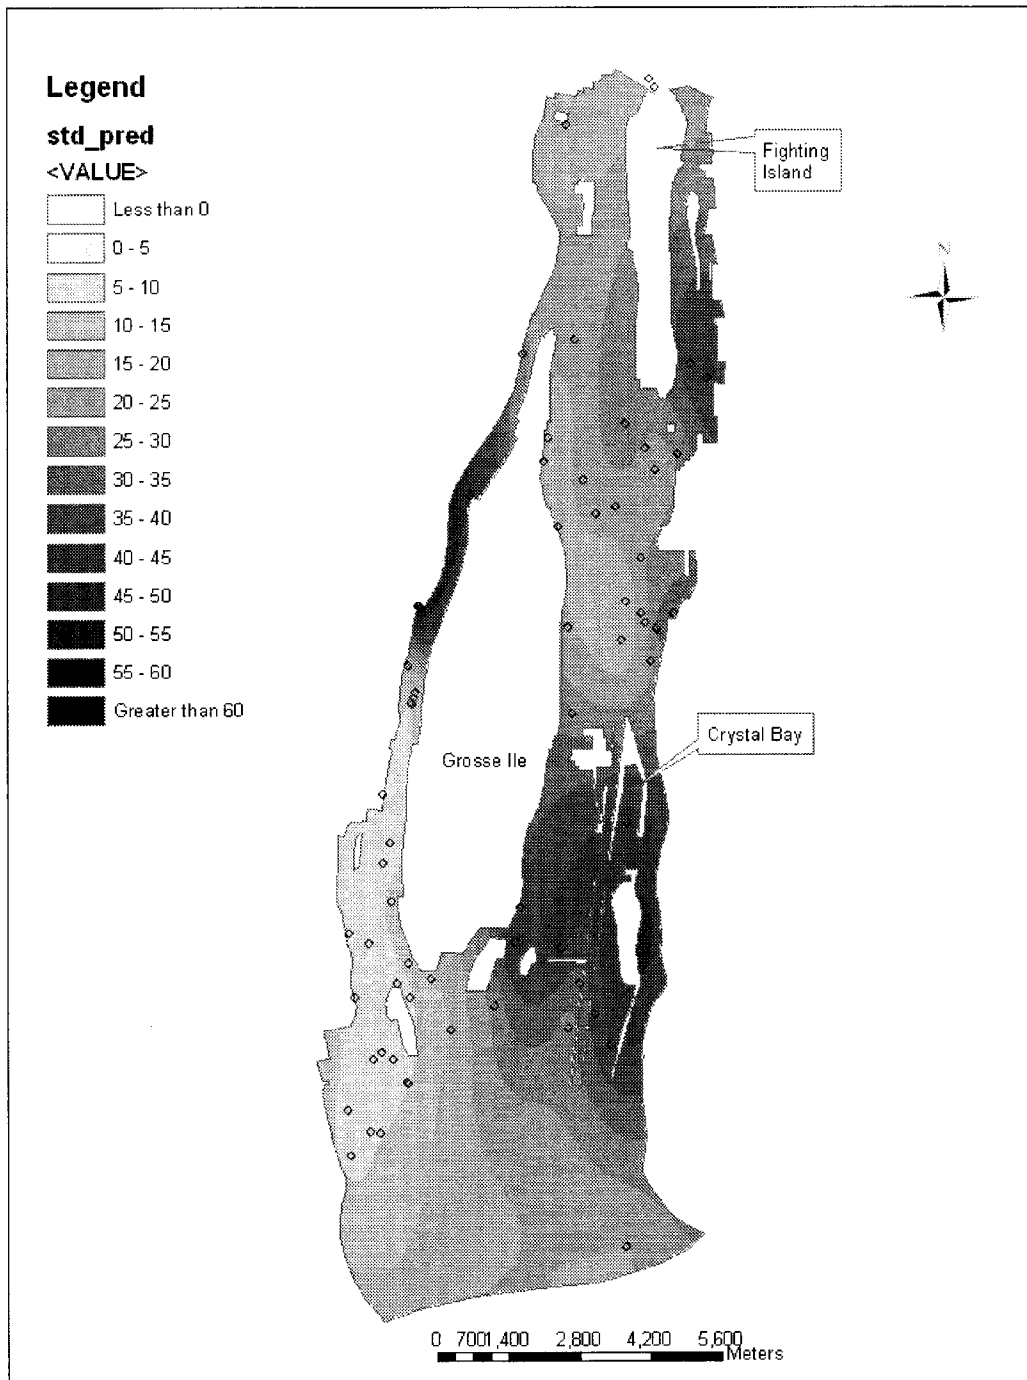 Legend
std_pred
<VALUE>
Less than 0
0 - 5
5 - 10
10 - 15
15 - 20
20 - 25
25 - 30
30 - 35
35 - 40
40 - 45
45 - 50
50 - 55
55 - 60
Greater than 60
Fighting
Island
N
Grosse Ile
Crystal Bay
0 700 1,400 2,800 4,200 5,600
Meters